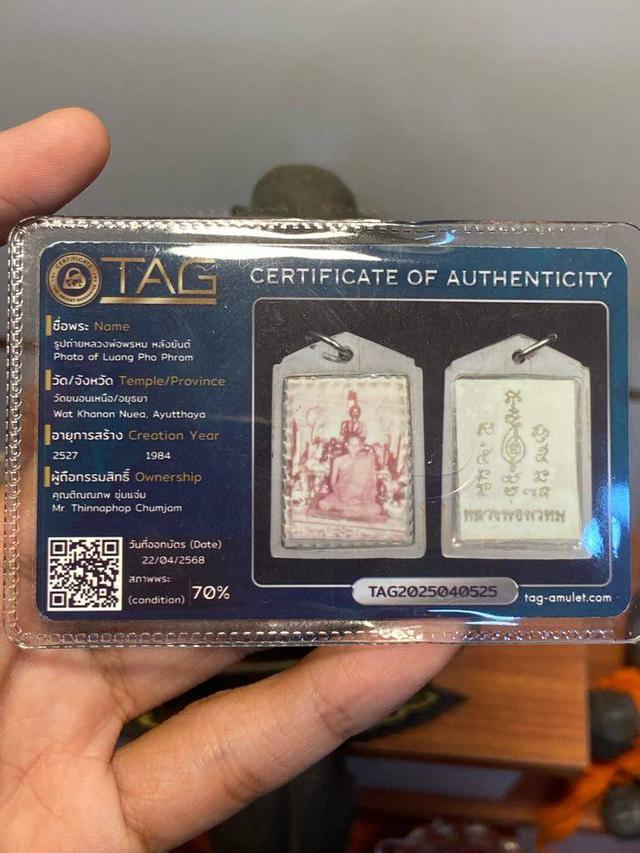 TAG
CERTIFICATE OF AUTHENTICITY
ชื่อพระ Name
รูปถ่ายหลวงพ่อพรหม หลังยันต์
Photo of Luang Pho Phrom
วัด/จังหวัด Temple/Province
วัดขนอนเหนือ/อยุธยา
Wat Khanon Nuea, Ayutthaya
อายุการสร้าง Creation Year
2527 1984
ผู้ถือกรรมสิทธิ์ Ownership
คุณติณณภพ ชุ่มแจ่ม
Mr. Thinnaphop Chumjam
วันที่ออกบัตร (Date)
22/04/2568
สภาพพระ
(condition) 70%
หลวงพ่อพรหม
TAG2025040525
tag-amulet.com